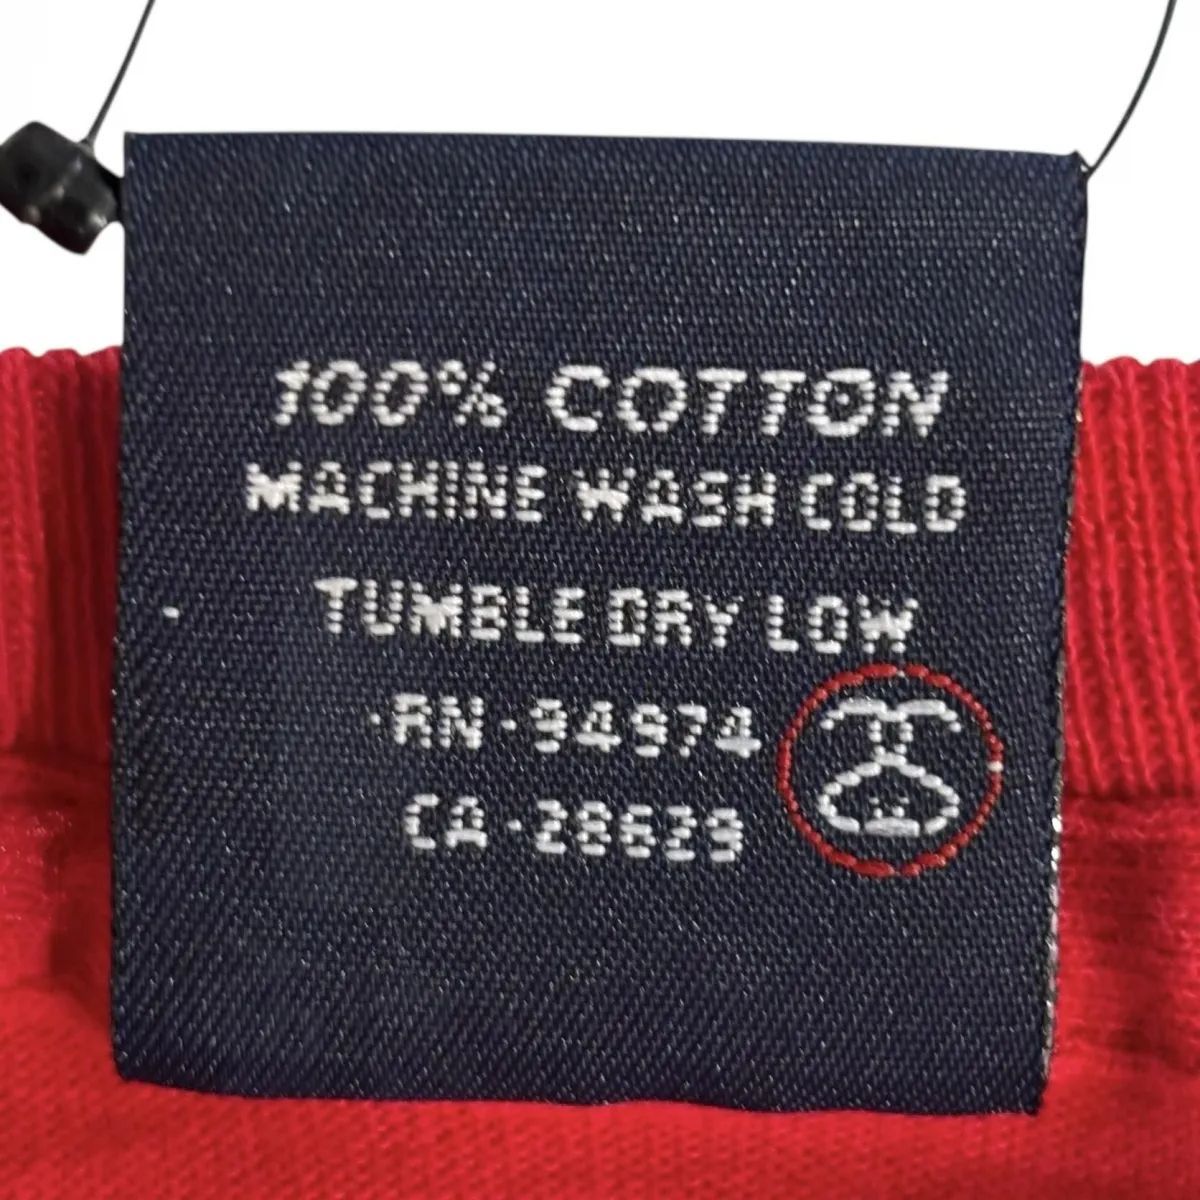 100% COTTON
MACHINE WASH COLD
TUMBLE DRY LOW
RN·94974
CA·28629